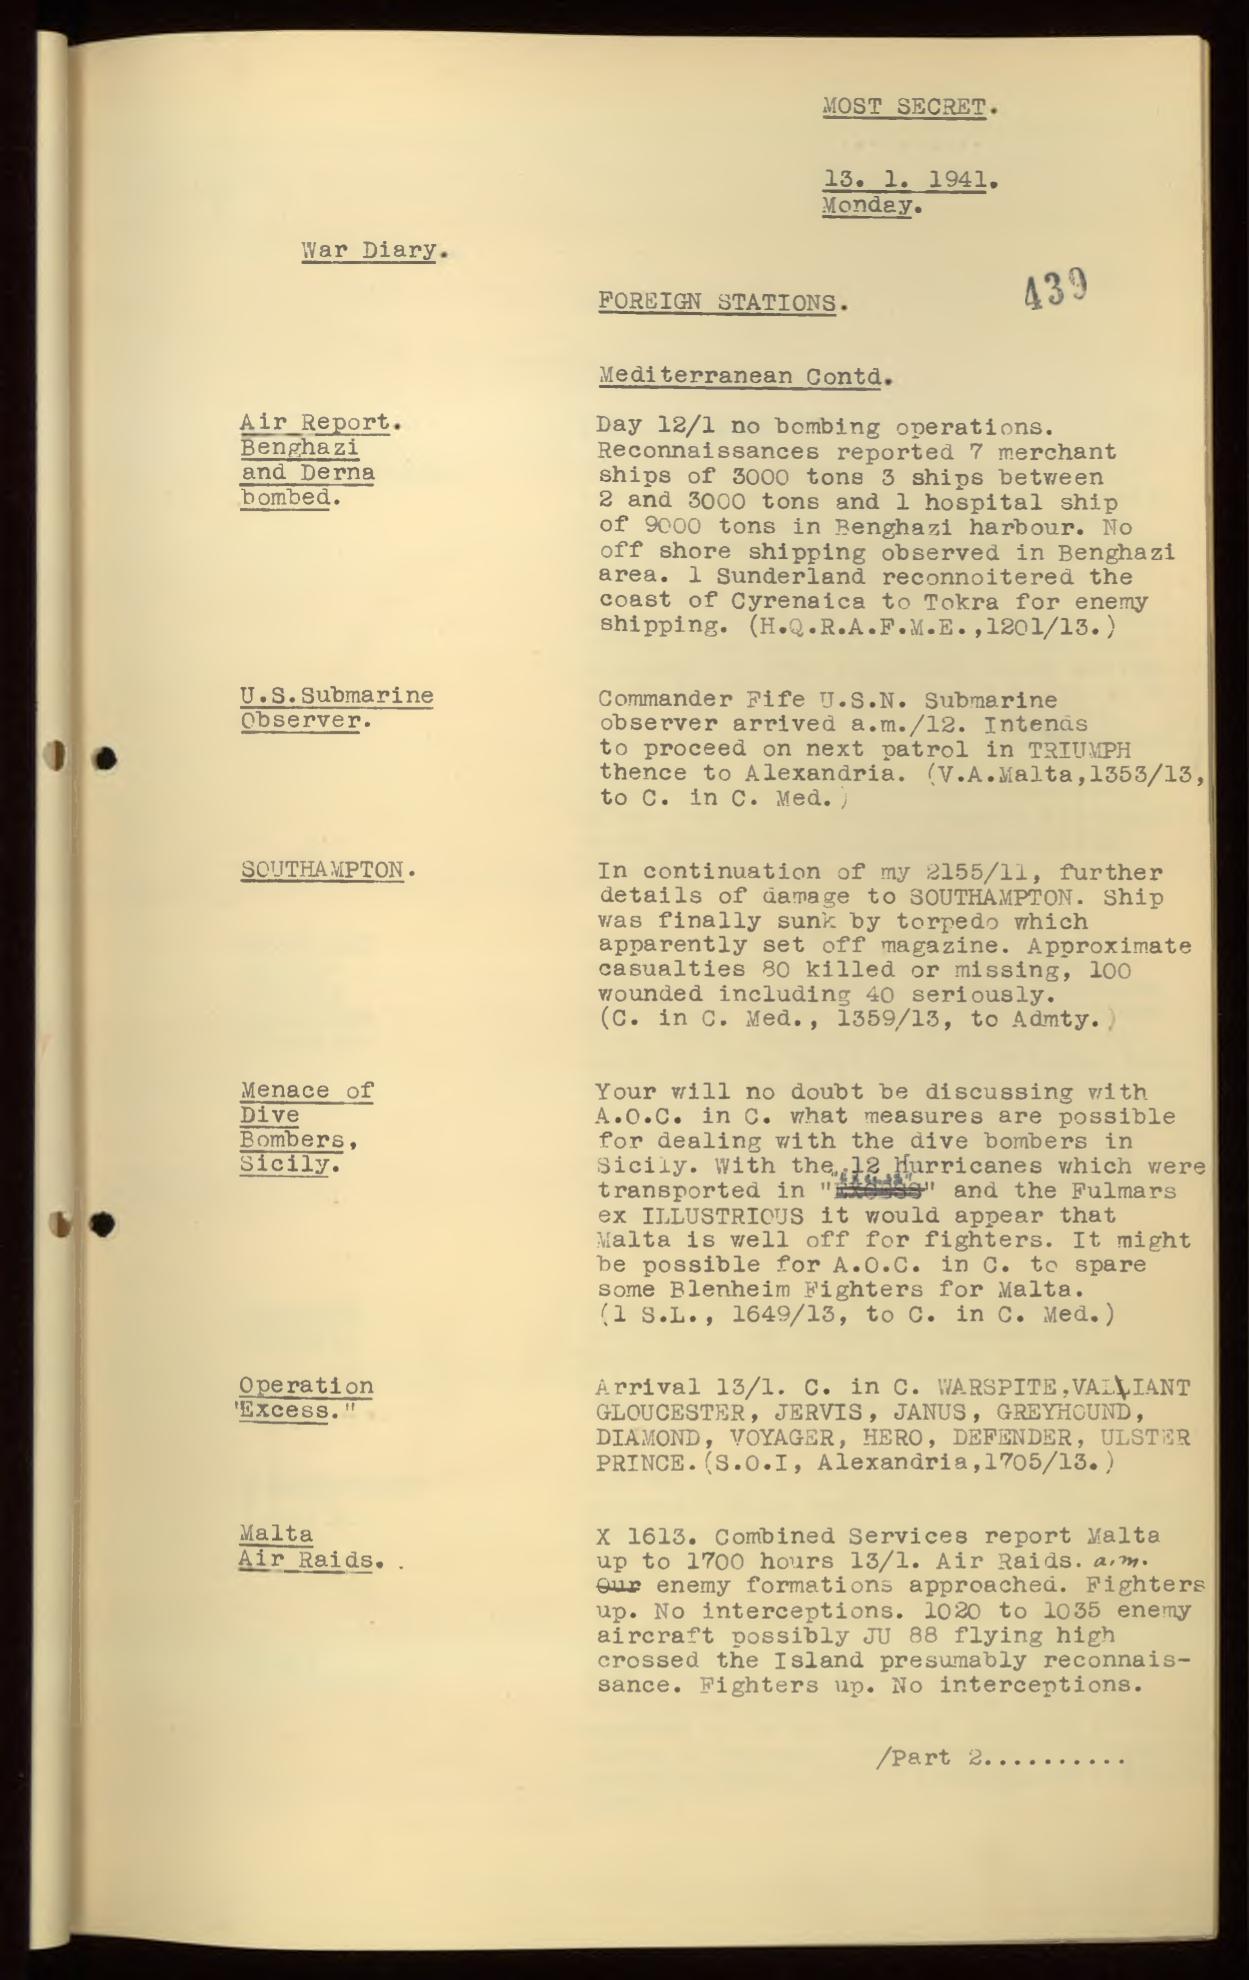 MOST SECRET.
13. 1. 1941.
Monday.
War Diary.
439
FOREIGN STATIONS.
Mediterranean Contd.
Air Report.
Benghazi
and Derna
bombed.
Day 12/1 no bombing operations.
Reconnaissances reported 7 merchant
ships of 3000 tons 3 ships between
2 and 3000 tons and 1 hospital ship
of 9000 tons in Benghazi harbour. No
off shore shipping observed in Benghazi
area. 1 Sunderland reconnoitered the
coast of Cyrenaica to Tokra for enemy
shipping. (H.Q.R.A.F.M.E.,1201/13.)
U.S.Submarine
Observer.
Commander Fife U.S.N. Submarine
observer arrived a.m./12. Intends
to proceed on next patrol in TRIUMPH
thence to Alexandria. (V.A.Malta,1353/13,
to C. in C. Med.)
SOUTHAMPTON.
In continuation of my 2155/11, further
details of damage to SOUTHAMPTON. Ship
was finally sunk by torpedo which
apparently set off magazine. Approximate
casualties 80 killed or missing, 100
wounded including 40 seriously.
(C. in C. Med., 1359/13, to Admty.)
Menace of
Dive
Bombers,
Sicily.
Your will no doubt be discussing with
A.O.C. in C. what measures are possible
for dealing with the dive bombers in
Sicily. With the 12 Hurricanes which were
transported in "Excess" and the Fulmars
ex ILLUSTRIOUS it would appear that
Malta is well off for fighters. It might
be possible for A.O.C. in C. to spare
some Blenheim Fighters for Malta.
(1 S.L., 1649/13, to C. in C. Med.)
Operation
'Excess."
Arrival 13/1. C. in C. WARSPITE,VALLIANT
GLOUCESTER, JERVIS, JANUS, GREYHOUND,
DIAMOND, VOYAGER, HERO, DEFENDER, ULSTER
PRINCE.(S.O.I, Alexandria,1705/13.)
Malta
Air Raids.
X 1613. Combined Services report Malta
up to 1700 hours 13/1. Air Raids. a.m.
Our enemy formations approached. Fighters
up. No interceptions. 1020 to 1035 enemy
aircraft possibly JU 88 flying high
crossed the Island presumably reconnais-
sance. Fighters up. No interceptions.
/Part 2..........